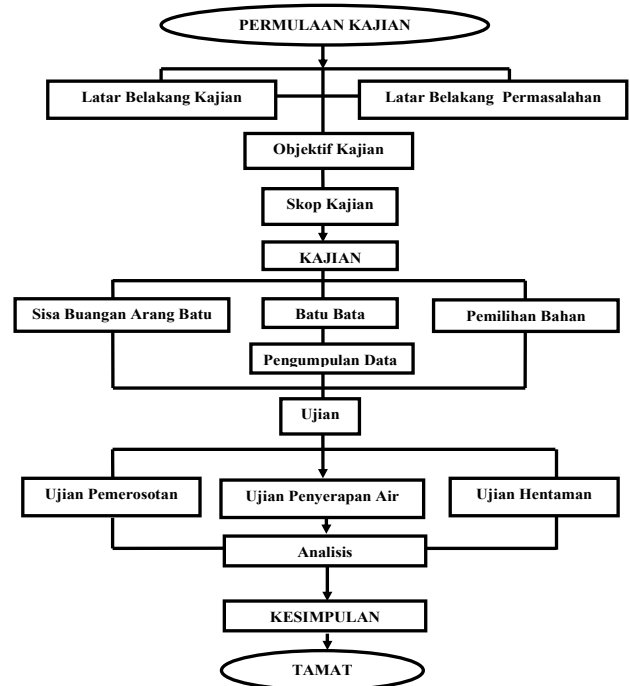 PERMULAAN KAJIAN
Latar Belakang Kajian
Latar Belakang Permasalahan
Objektif Kajian
Skop Kajian
KAJIAN
Sisa Buangan Arang Batu
Batu Bata
Pemilihan Bahan
Pengumpulan Data
Ujian
Ujian Pemerosotan
Ujian Penyerapan Air
Ujian Hentaman
Analisis
KESIMPULAN
TAMAT